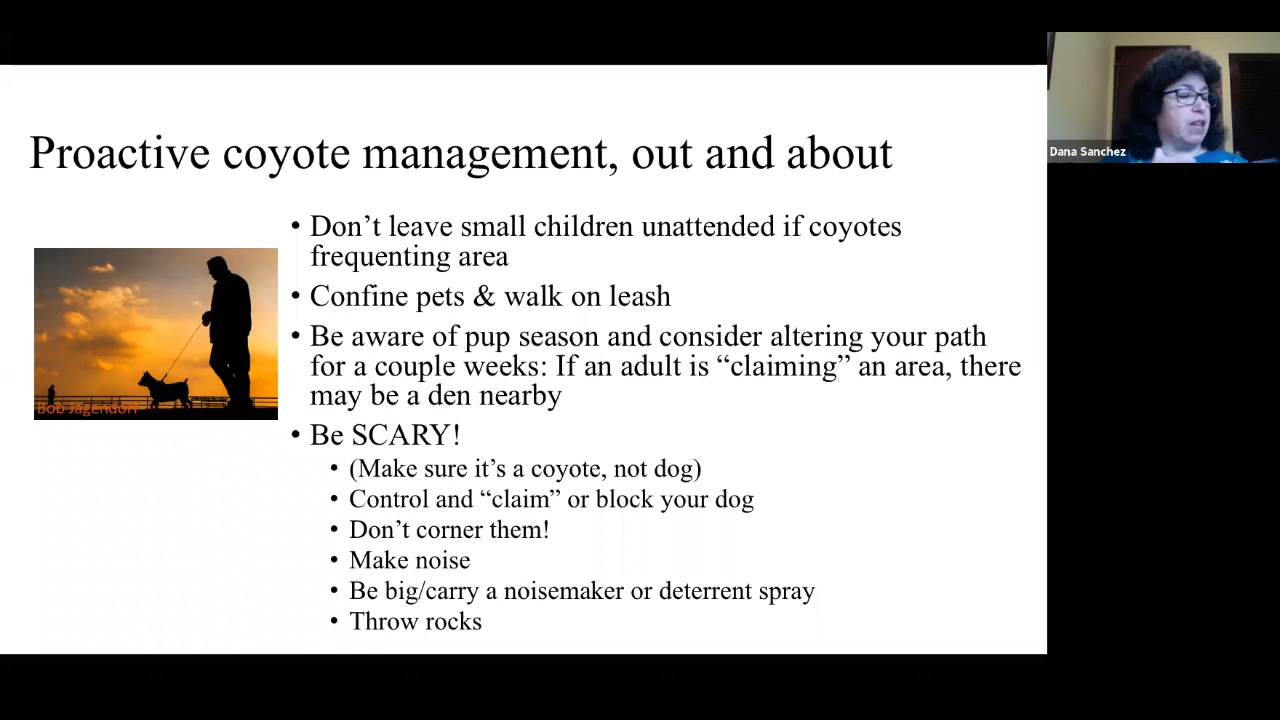 Proactive coyote management, out and about
• Don’t leave small children unattended if coyotes
frequenting area
• Confine pets & walk on leash
• Be aware of pup season and consider altering your path
for a couple weeks: If an adult is “claiming” an area, there
may be a den nearby
• Be SCARY!
• (Make sure it’s a coyote, not dog)
• Control and “claim” or block your dog
• Don’t corner them!
• Make noise
• Be big/carry a noisemaker or deterrent spray
• Throw rocks
Bob Jagendorf
Dana Sanchez